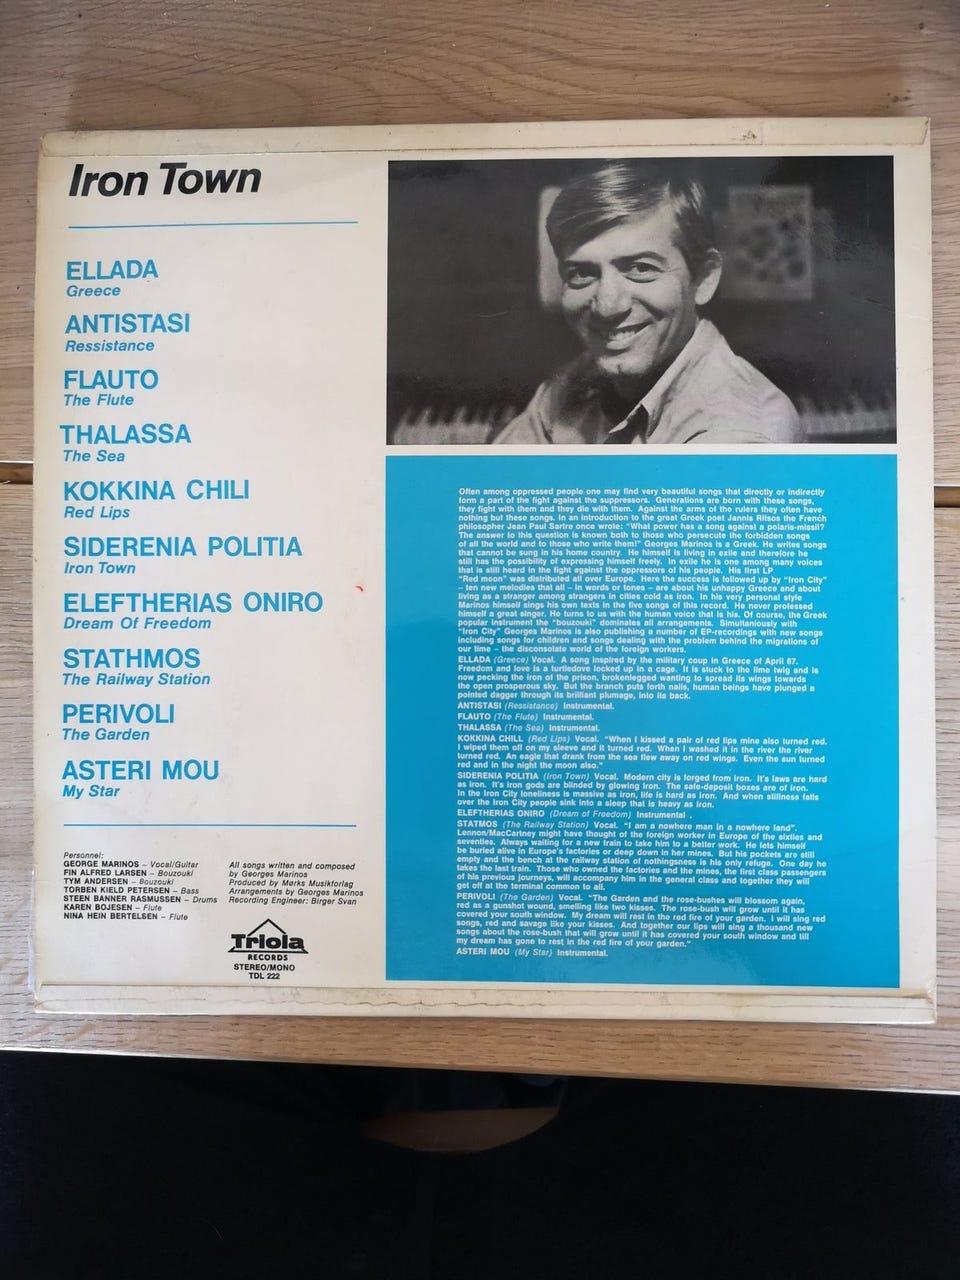 Iron Town
ELLADA
Greece
ANTISTASI
Ressistance
FLAUTO
The Flute
THALASSA
The Sea
KOKKINA CHILI
Red Lips
SIDERENIA POLITIA
Iron Town
ELEFTHERIAS ONIRO
Dream Of Freedom
STATHMOS
The Railway Station
PERIVOLI
The Garden
ASTERI MOU
My Star
Personnel:
GEORGE MARINOS – Vocal/Guitar
FIN ALFRED LARSEN – Bouzouki
TYM ANDERSEN – Bouzouki
TORBEN KIELD PETERSEN – Bass
STEEN BANNER RASMUSSEN – Drums
KAREN BOJESEN – Flute
NINA HEIN BERTELSEN – Flute
All songs written and composed
by Georges Marinos
Produced by Mørks Musikforlag
Arrangements by Georges Marinos
Recording Engineer: Birger Svan
Triola
RECORDS
STEREO/MONO
TDL 222
Often among oppressed people one may find very beautiful songs that directly or indirectly
form a part of the fight against the suppressors. Generations are born with these songs,
they fight with them and they die with them. Against the arms of the rulers they often have
nothing but these songs. In an introduction to the great Greek poet Jannis Ritsos the French
philosopher Jean Paul Sartre once wrote: "What power has a song against a polaris-missil?
The answer to this question is known both to those who persecute the forbidden songs
of all the world and to those who write them!" Georges Marinos is a Greek. He writes songs
that cannot be sung in his home country. He himself is living in exile and therefore he
still has the possibility of expressing himself freely. In exile he is one among many voices
that is still heard in the fight against the oppressors of his people. His first LP
"Red moon" was distributed all over Europe. Here the success is followed up by "Iron City"
– ten new melodies that all – in words or tones – are about his unhappy Greece and about
living as a stranger among strangers in cities cold as iron. In his very personal style
Marinos himself sings his own texts in the five songs of this record. He never professed
himself a great singer. He turns to us with the human voice that is his. Of course, the Greek
popular instrument the "bouzouki" dominates all arrangements. Simultaniously with
"Iron City" Georges Marinos is also publishing a number of EP-recordings with new songs
including songs for children and songs dealing with the problem behind the migrations of
our time – the disconsolate world of the foreign workers.
ELLADA (Greece) Vocal. A song inspired by the military coup in Greece of April 67.
Freedom and love is a turtledove locked up in a cage. It is stuck to the lime twig and is
now pecking the iron of the prison, brokenlegged wanting to spread its wings towards
the open prosperous sky. But the branch puts forth nails, human beings have plunged a
pointed dagger through its brilliant plumage, into its back.
ANTISTASI (Ressistance) Instrumental.
FLAUTO (The Flute) Instrumental.
THALASSA (The Sea) Instrumental.
KOKKINA CHILL (Red Lips) Vocal. "When I kissed a pair of red lips mine also turned red.
I wiped them off on my sleeve and it turned red. When I washed it in the river the river
turned red. An eagle that drank from the sea flew away on red wings. Even the sun turned
red and in the night the moon also."
SIDERENIA POLITIA (Iron Town) Vocal. Modern city is forged from iron. It's laws are hard
as iron. It's iron gods are blinded by glowing iron. The safe-deposit boxes are of iron.
In the Iron City loneliness is massive as iron, life is hard as iron. And when stillness falls
over the Iron City people sink into a sleep that is heavy as iron.
ELEFTHERIAS ONIRO (Dream of Freedom) Instrumental .
STATMOS (The Railway Station) Vocal. "I am a nowhere man in a nowhere land".
Lennon/MacCartney might have thought of the foreign worker in Europe of the sixties and
seventies. Always waiting for a new train to take him to a better work. He lets himself
be buried alive in Europe's factories or deep down in her mines. But his pockets are still
empty and the bench at the railway station of nothingsness is his only refuge. One day he
takes the last train. Those who owned the factories and the mines, the first class passengers
of his previous journeys, will accompany him in the general class and together they will
get off at the terminal common to all.
PERIVOLI (The Garden) Vocal. "The Garden and the rose-bushes will blossom again,
red as a gunshot wound, smelling like two kisses. The rose-bush will grow until it has
covered your south window. My dream will rest in the red fire of your garden. I will sing red
songs, red and savage like your kisses. And together our lips will sing a thousand new
songs about the rose-bush that will grow until it has covered your south window and till
my dream has gone to rest in the red fire of your garden."
ASTERI MOU (My Star) Instrumental.